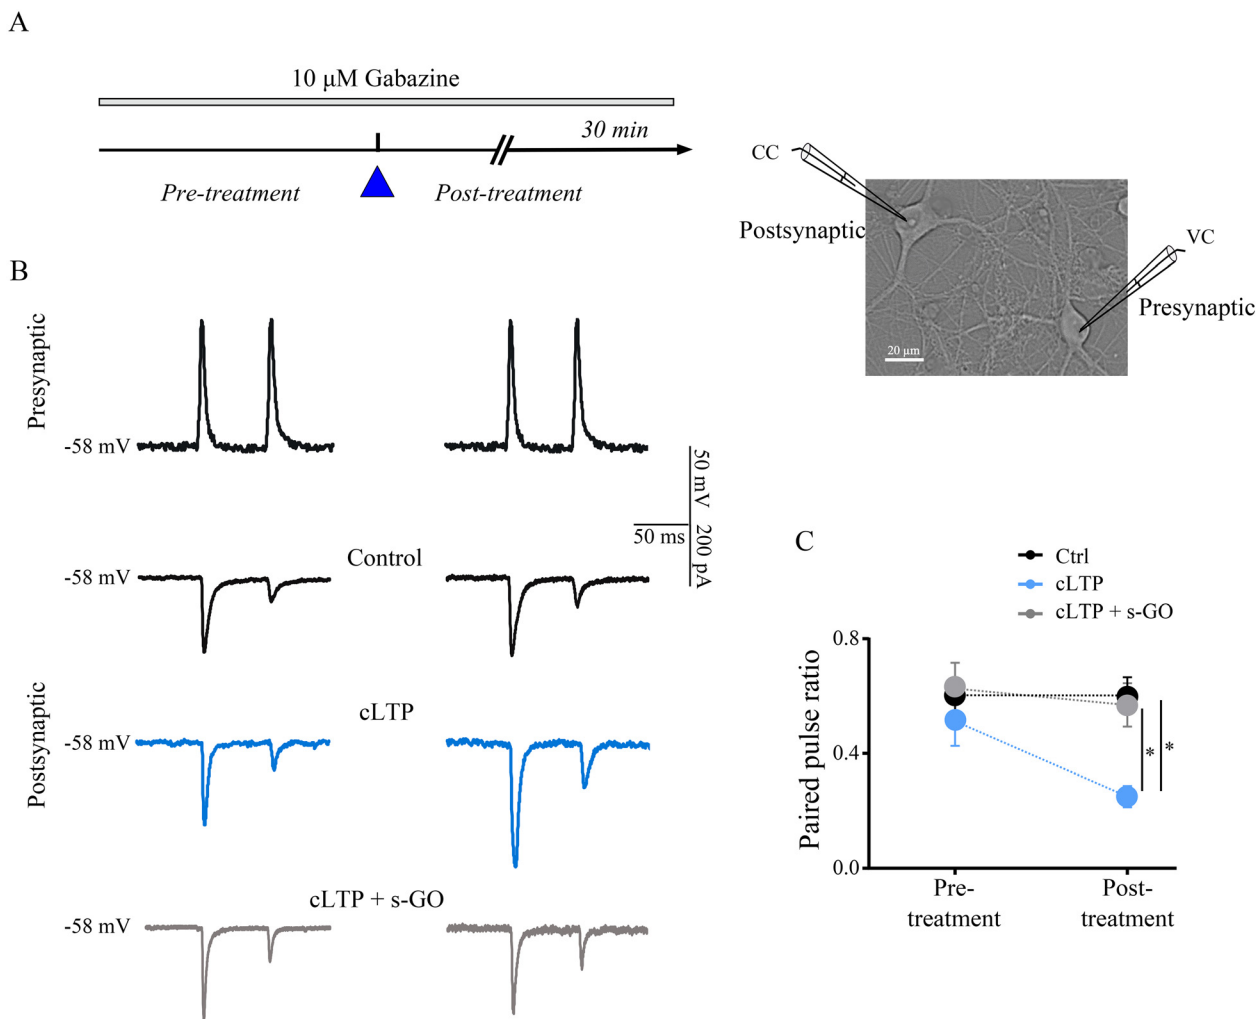 A
10 µM Gabazine
30 min
Pre-treatment
Post-treatment
CC
Postsynaptic
VC
Presynaptic
20 µm
B
Presynaptic
-58 mV
50 mV
200 pA
50 ms
Control
-58 mV
Postsynaptic
cLTP
-58 mV
cLTP + s-GO
-58 mV
C
Ctrl
cLTP
cLTP + s-GO
Paired pulse ratio
0.8
0.4
0.0
*
*
Pre-
treatment
Post-
treatment